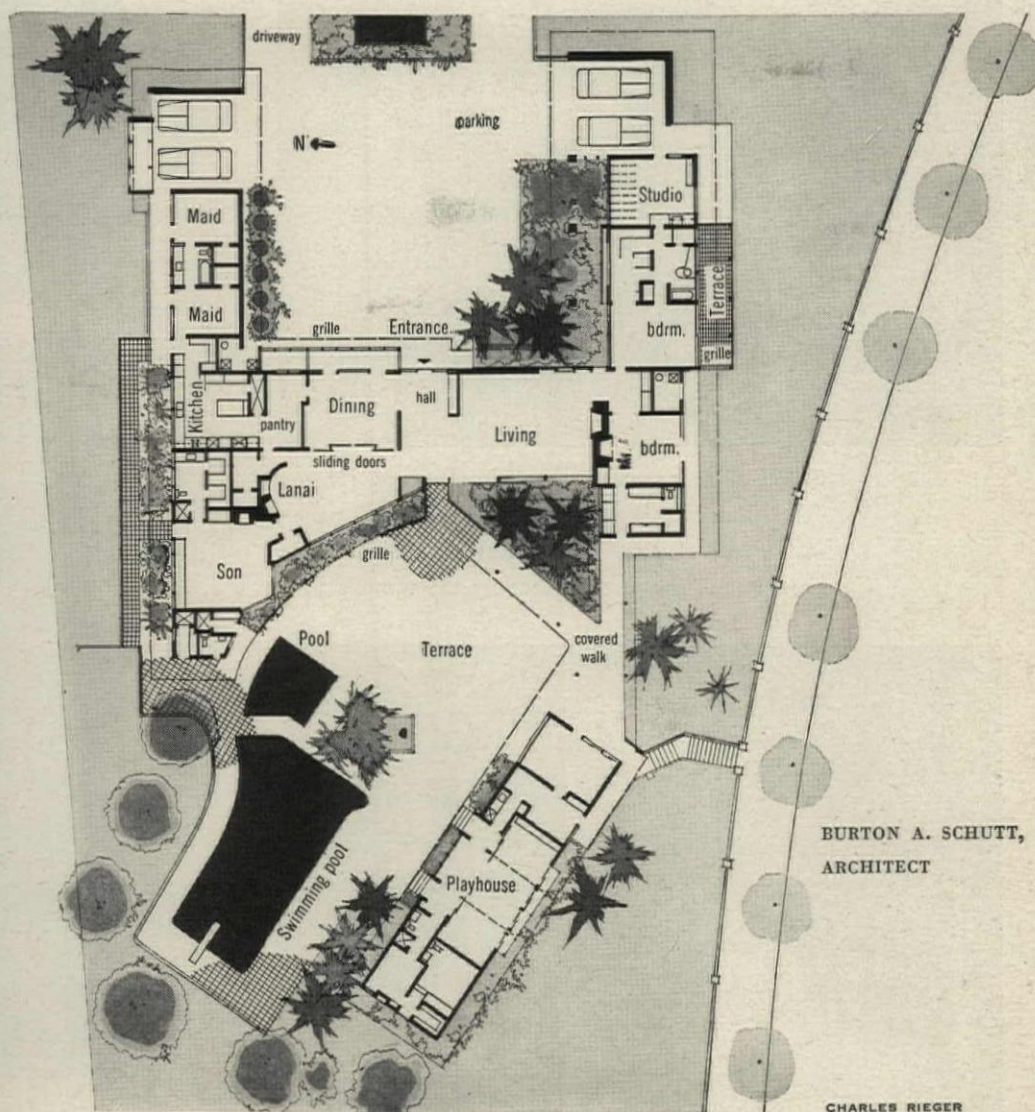 driveway
parking
N
Studio
Maid
Terrace
Maid
bdrm.
grille
Entrance
grille
Kitchen
hall
Dining
pantry
Living
bdrm.
sliding doors
Lanai
grille
Son
Pool
Terrace
covered
walk
Swimming pool
Playhouse
BURTON A. SCHUTT,
ARCHITECT
CHARLES RIEGER